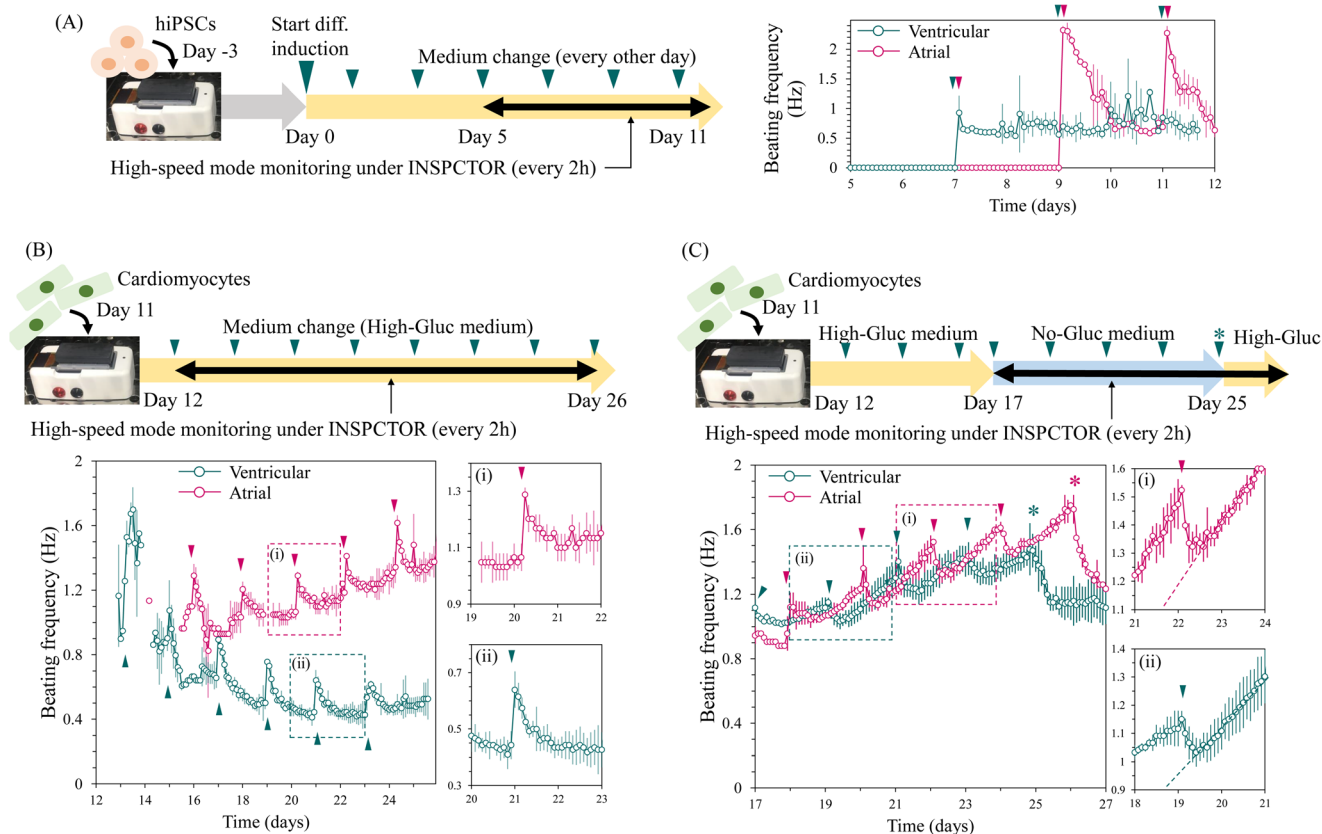 (A)
hiPSCs
Day -3
Start diff.
induction
Medium change (every other day)
Day 0
Day 5
Day 11
High-speed mode monitoring under INSPCTOR (every 2h)
Ventricular
Atrial
Beating frequency
(Hz)
2
1.5
1
0.5
0
5
6
7
8
9
10
11
12
Time (days)
(B)
Cardiomyocytes
Day 11
Medium change (High-Gluc medium)
Day 12
Day 26
High-speed mode monitoring under INSPCTOR (every 2h)
Ventricular
Atrial
Beating frequency (Hz)
2
1.6
1.2
0.8
0.4
0
(i)
(ii)
12
14
16
18
20
22
24
Time (days)
(i)
1.3
1.1
0.9
19
20
21
22
(ii)
0.7
0.5
0.3
20
21
22
23
(C)
Cardiomyocytes
Day 11
High-Gluc medium
No-Gluc medium
* High-Gluc
Day 12
Day 17
Day 25
High-speed mode monitoring under INSPCTOR (every 2h)
Ventricular
Atrial
Beating frequency (Hz)
2
1.6
1.2
0.8
0.4
0
(i)
(ii)
*
*
17
19
21
23
25
27
Time (days)
(i)
1.6
1.5
1.4
1.3
1.2
1.1
21
22
23
24
(ii)
1.3
1.2
1.1
1
0.9
18
19
20
21